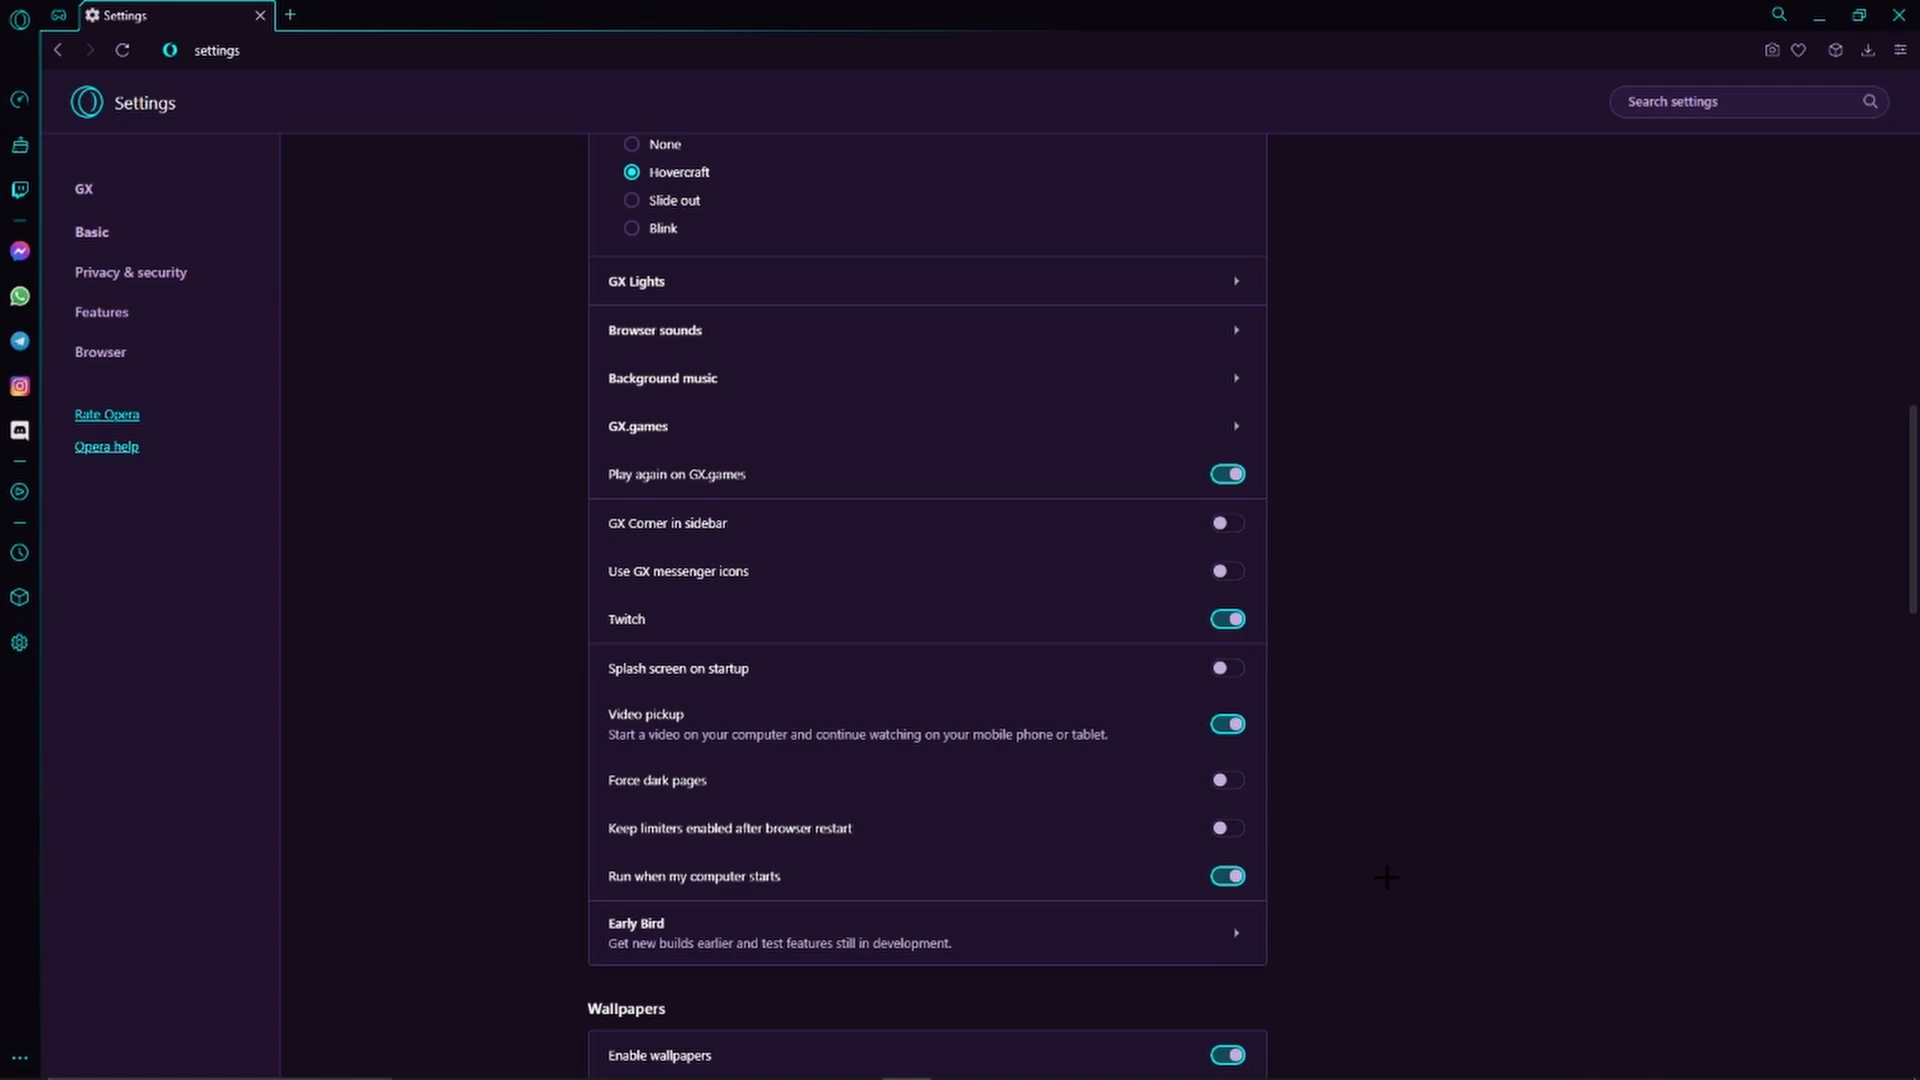 Settings
settings
Settings
Search settings
GX
Basic
Privacy & security
Features
Browser
Rate Opera
Opera help
None
Hovercraft
Slide out
Blink
GX Lights
Browser sounds
Background music
GX.games
Play again on GX.games
GX Corner in sidebar
Use GX messenger icons
Twitch
Splash screen on startup
Video pickup
Start a video on your computer and continue watching on your mobile phone or tablet.
Force dark pages
Keep limiters enabled after browser restart
Run when my computer starts
Early Bird
Get new builds earlier and test features still in development.
Wallpapers
Enable wallpapers